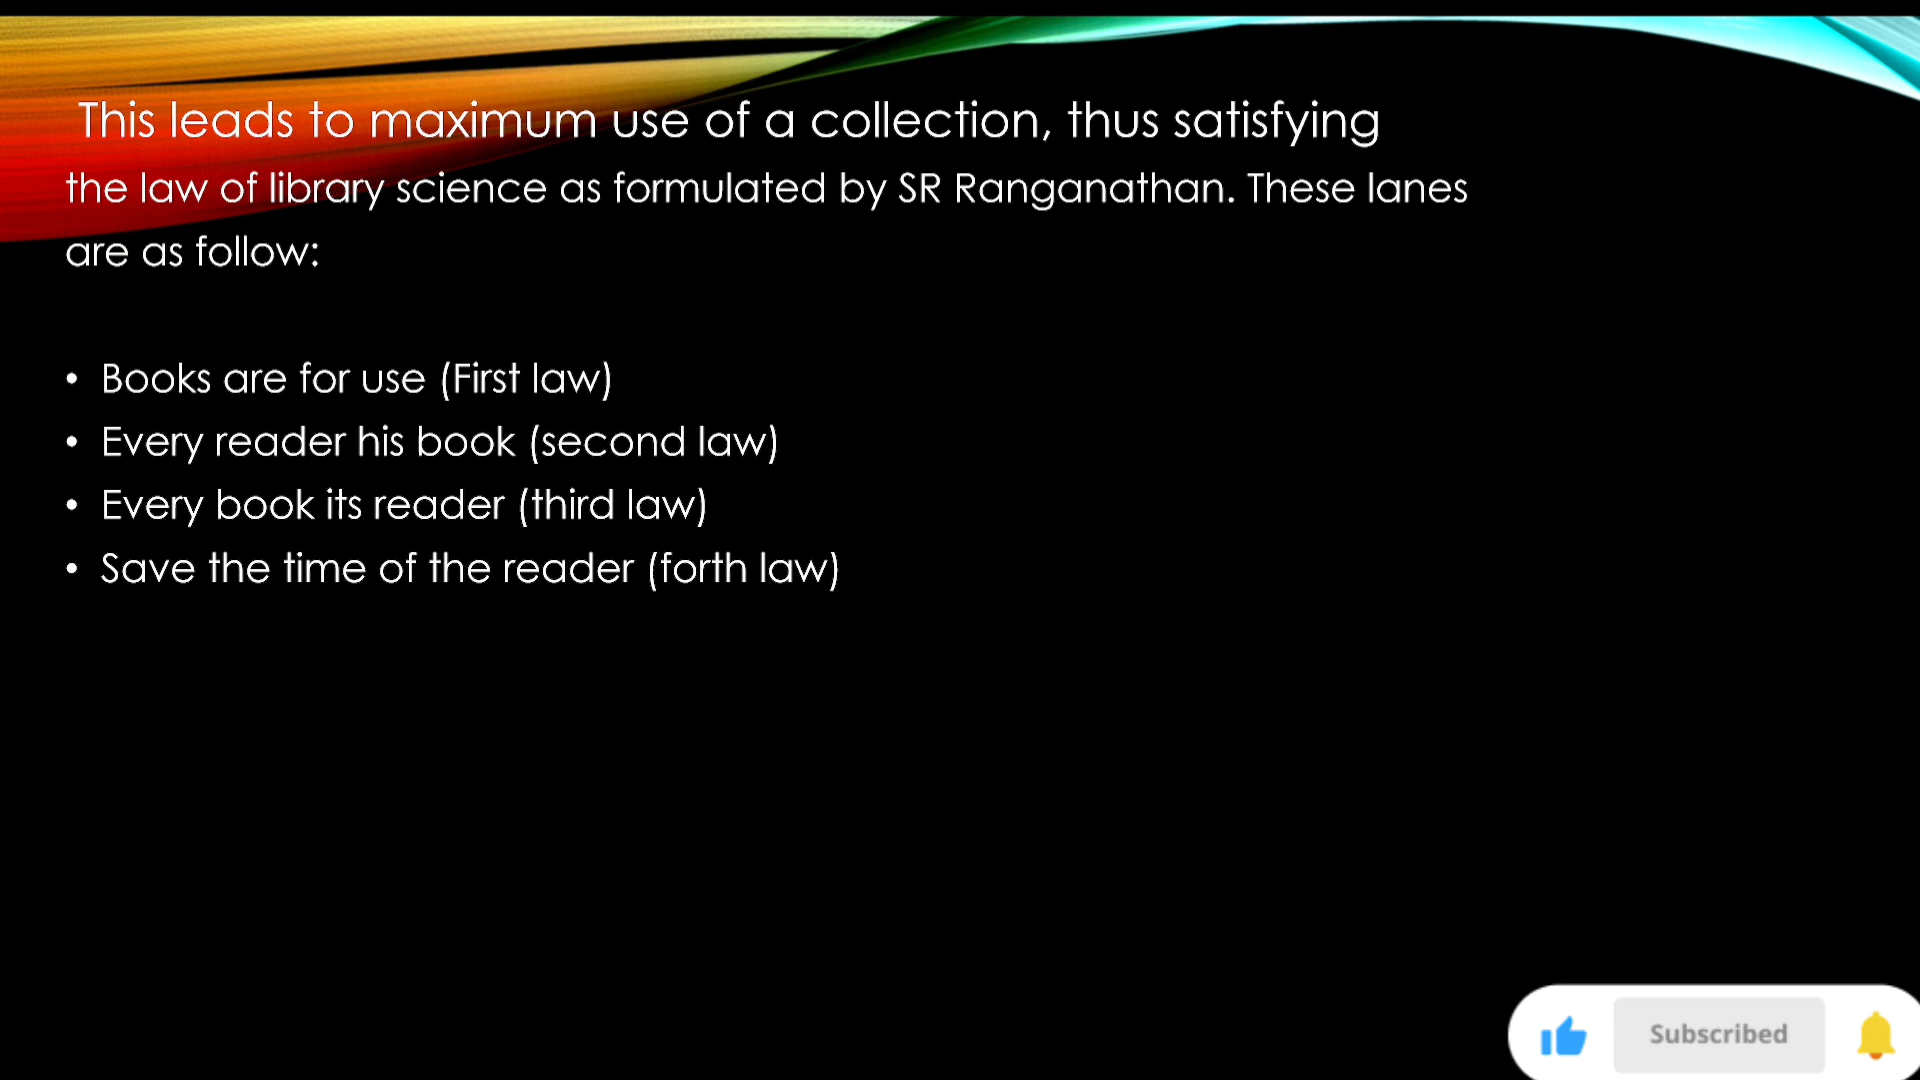 This leads to maximum use of a collection, thus satisfying
the law of library science as formulated by SR Ranganathan. These lanes
are as follow:
• Books are for use (First law)
• Every reader his book (second law)
• Every book its reader (third law)
• Save the time of the reader (forth law)
Subscribed